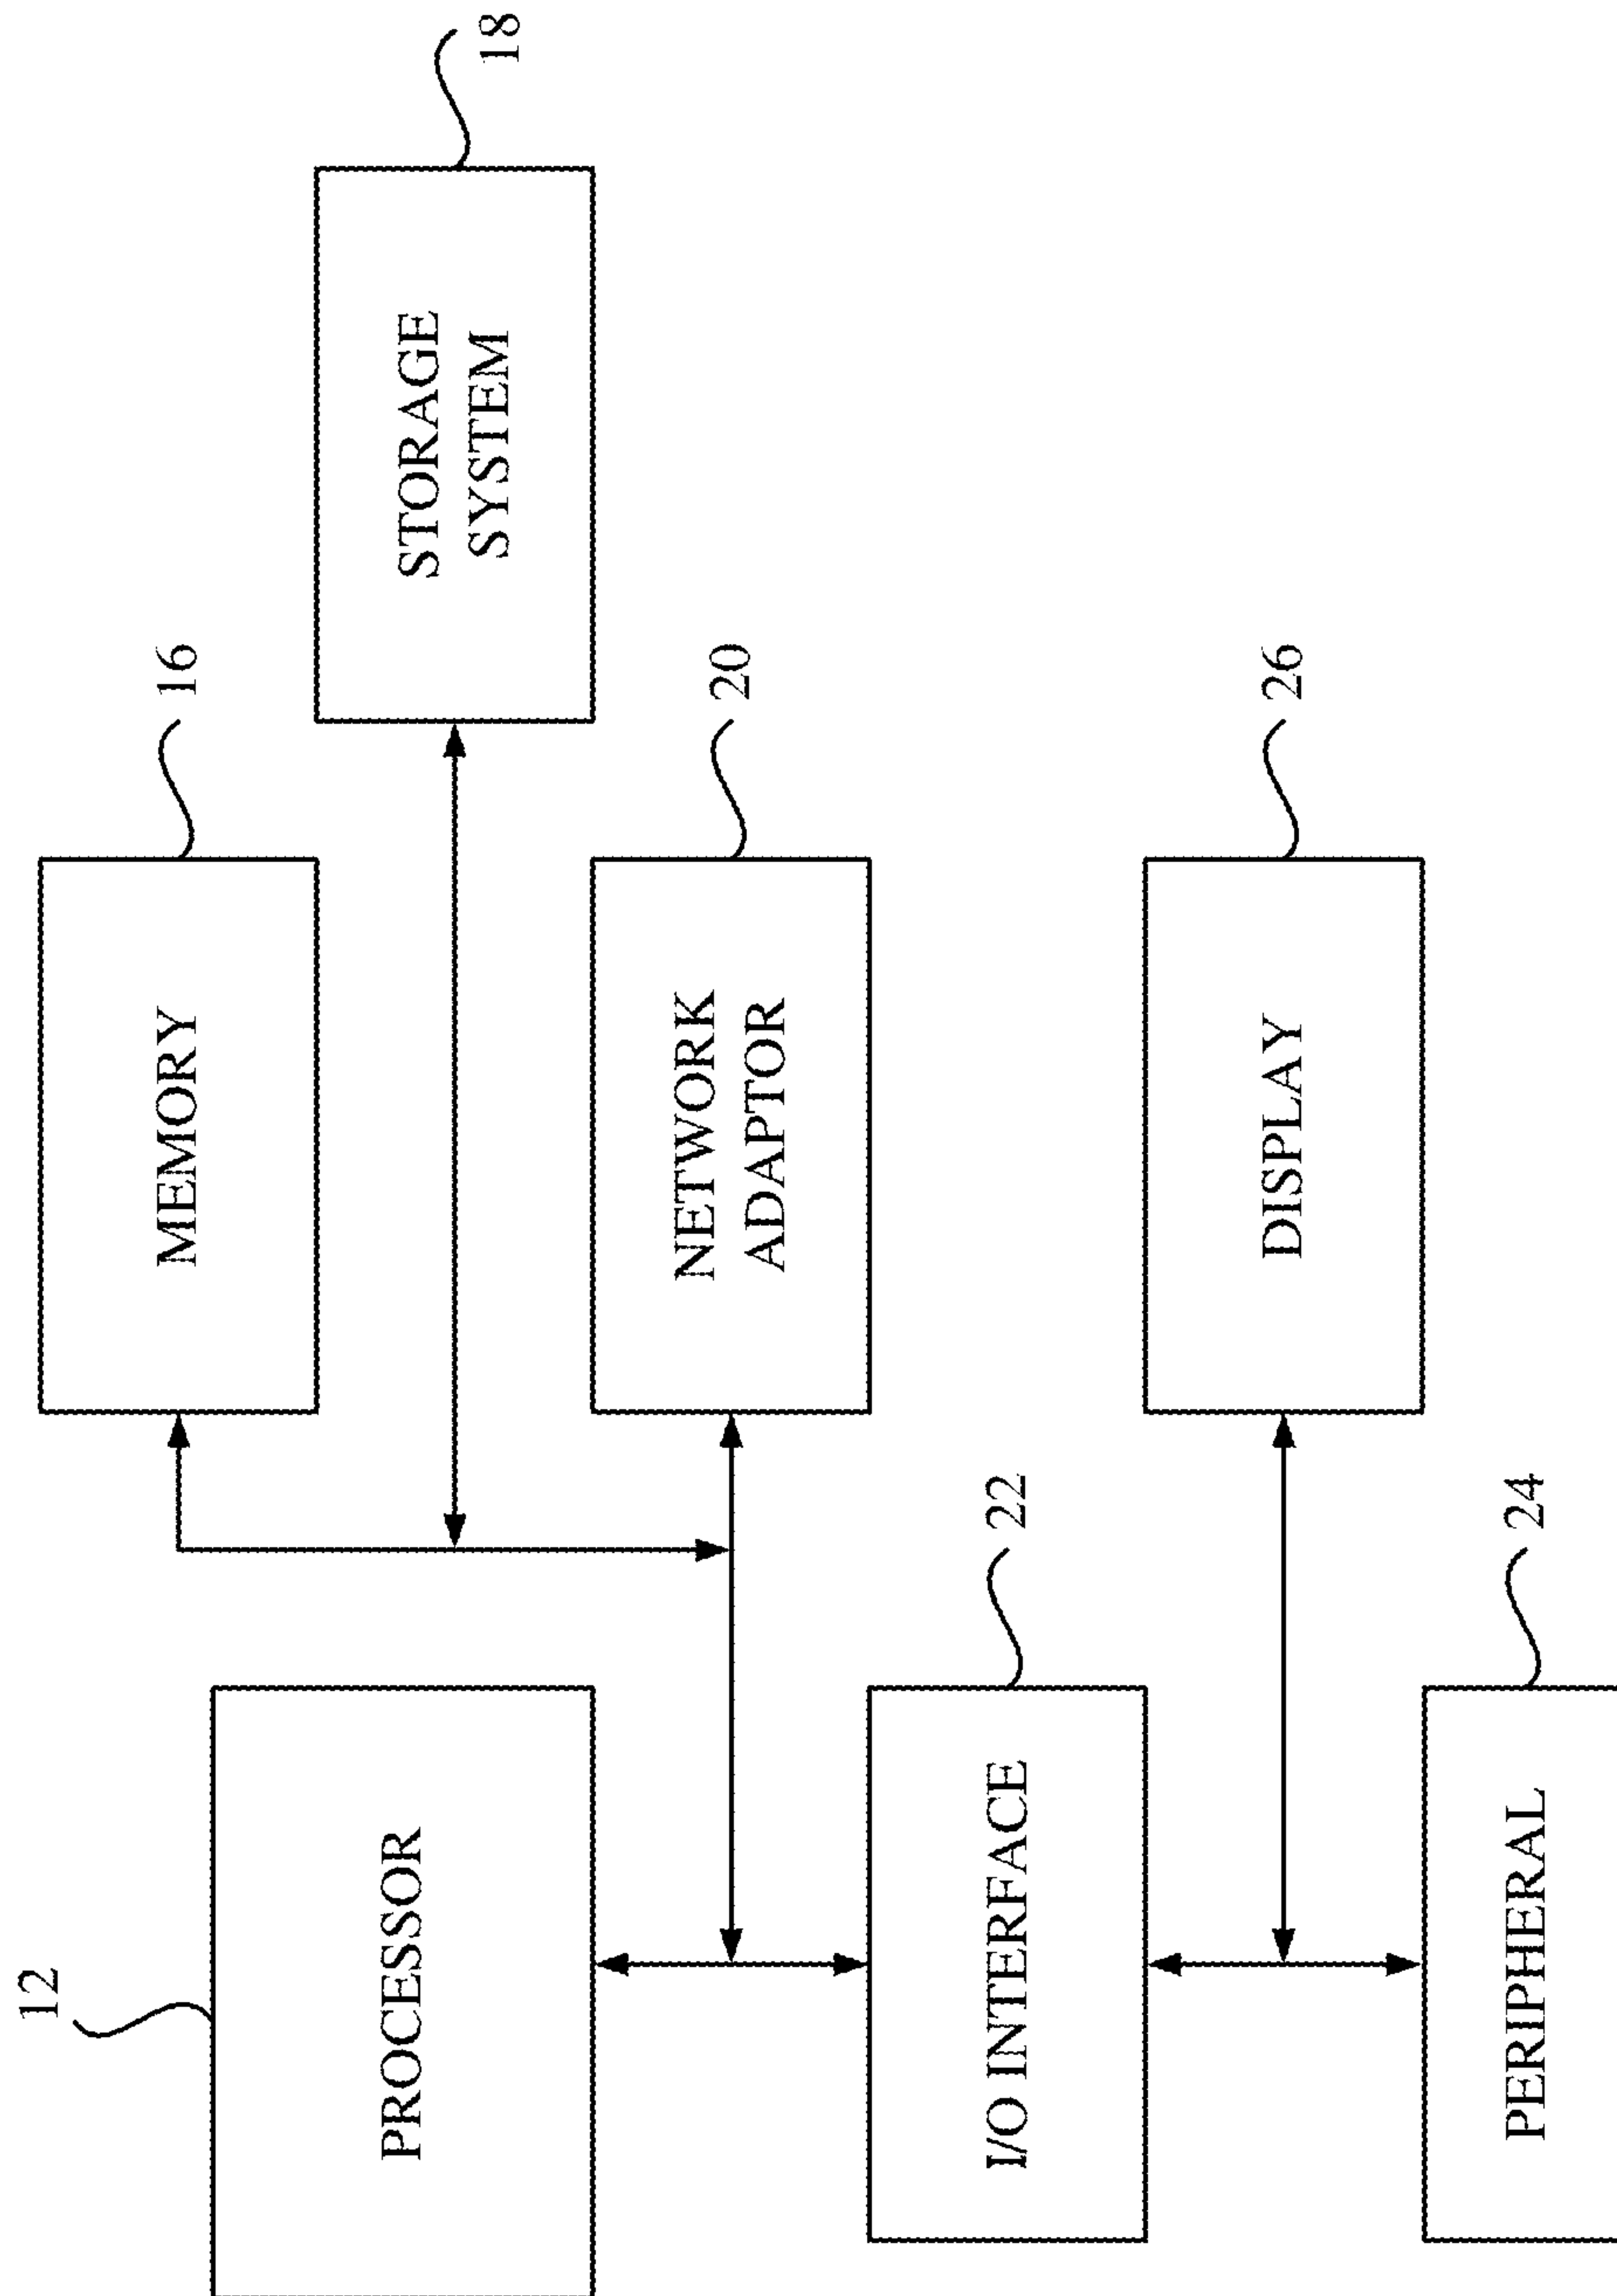 12
PROCESSOR
MEMORY
16
STORAGE
SYSTEM
18
NETWORK
ADAPTOR
20
I/O INTERFACE
22
DISPLAY
26
PERIPHERAL
24